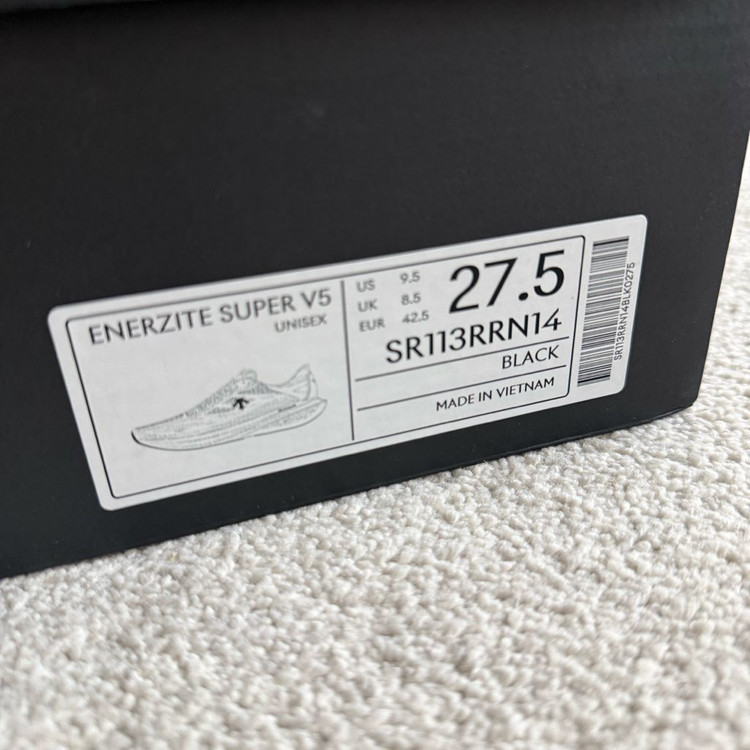 ENERZITE SUPER V5
UNISEX
US 9.5
UK 8.5
EUR 42.5
27.5
SR113RRN14
BLACK
MADE IN VIETNAM
SR113RRN14BLK0275